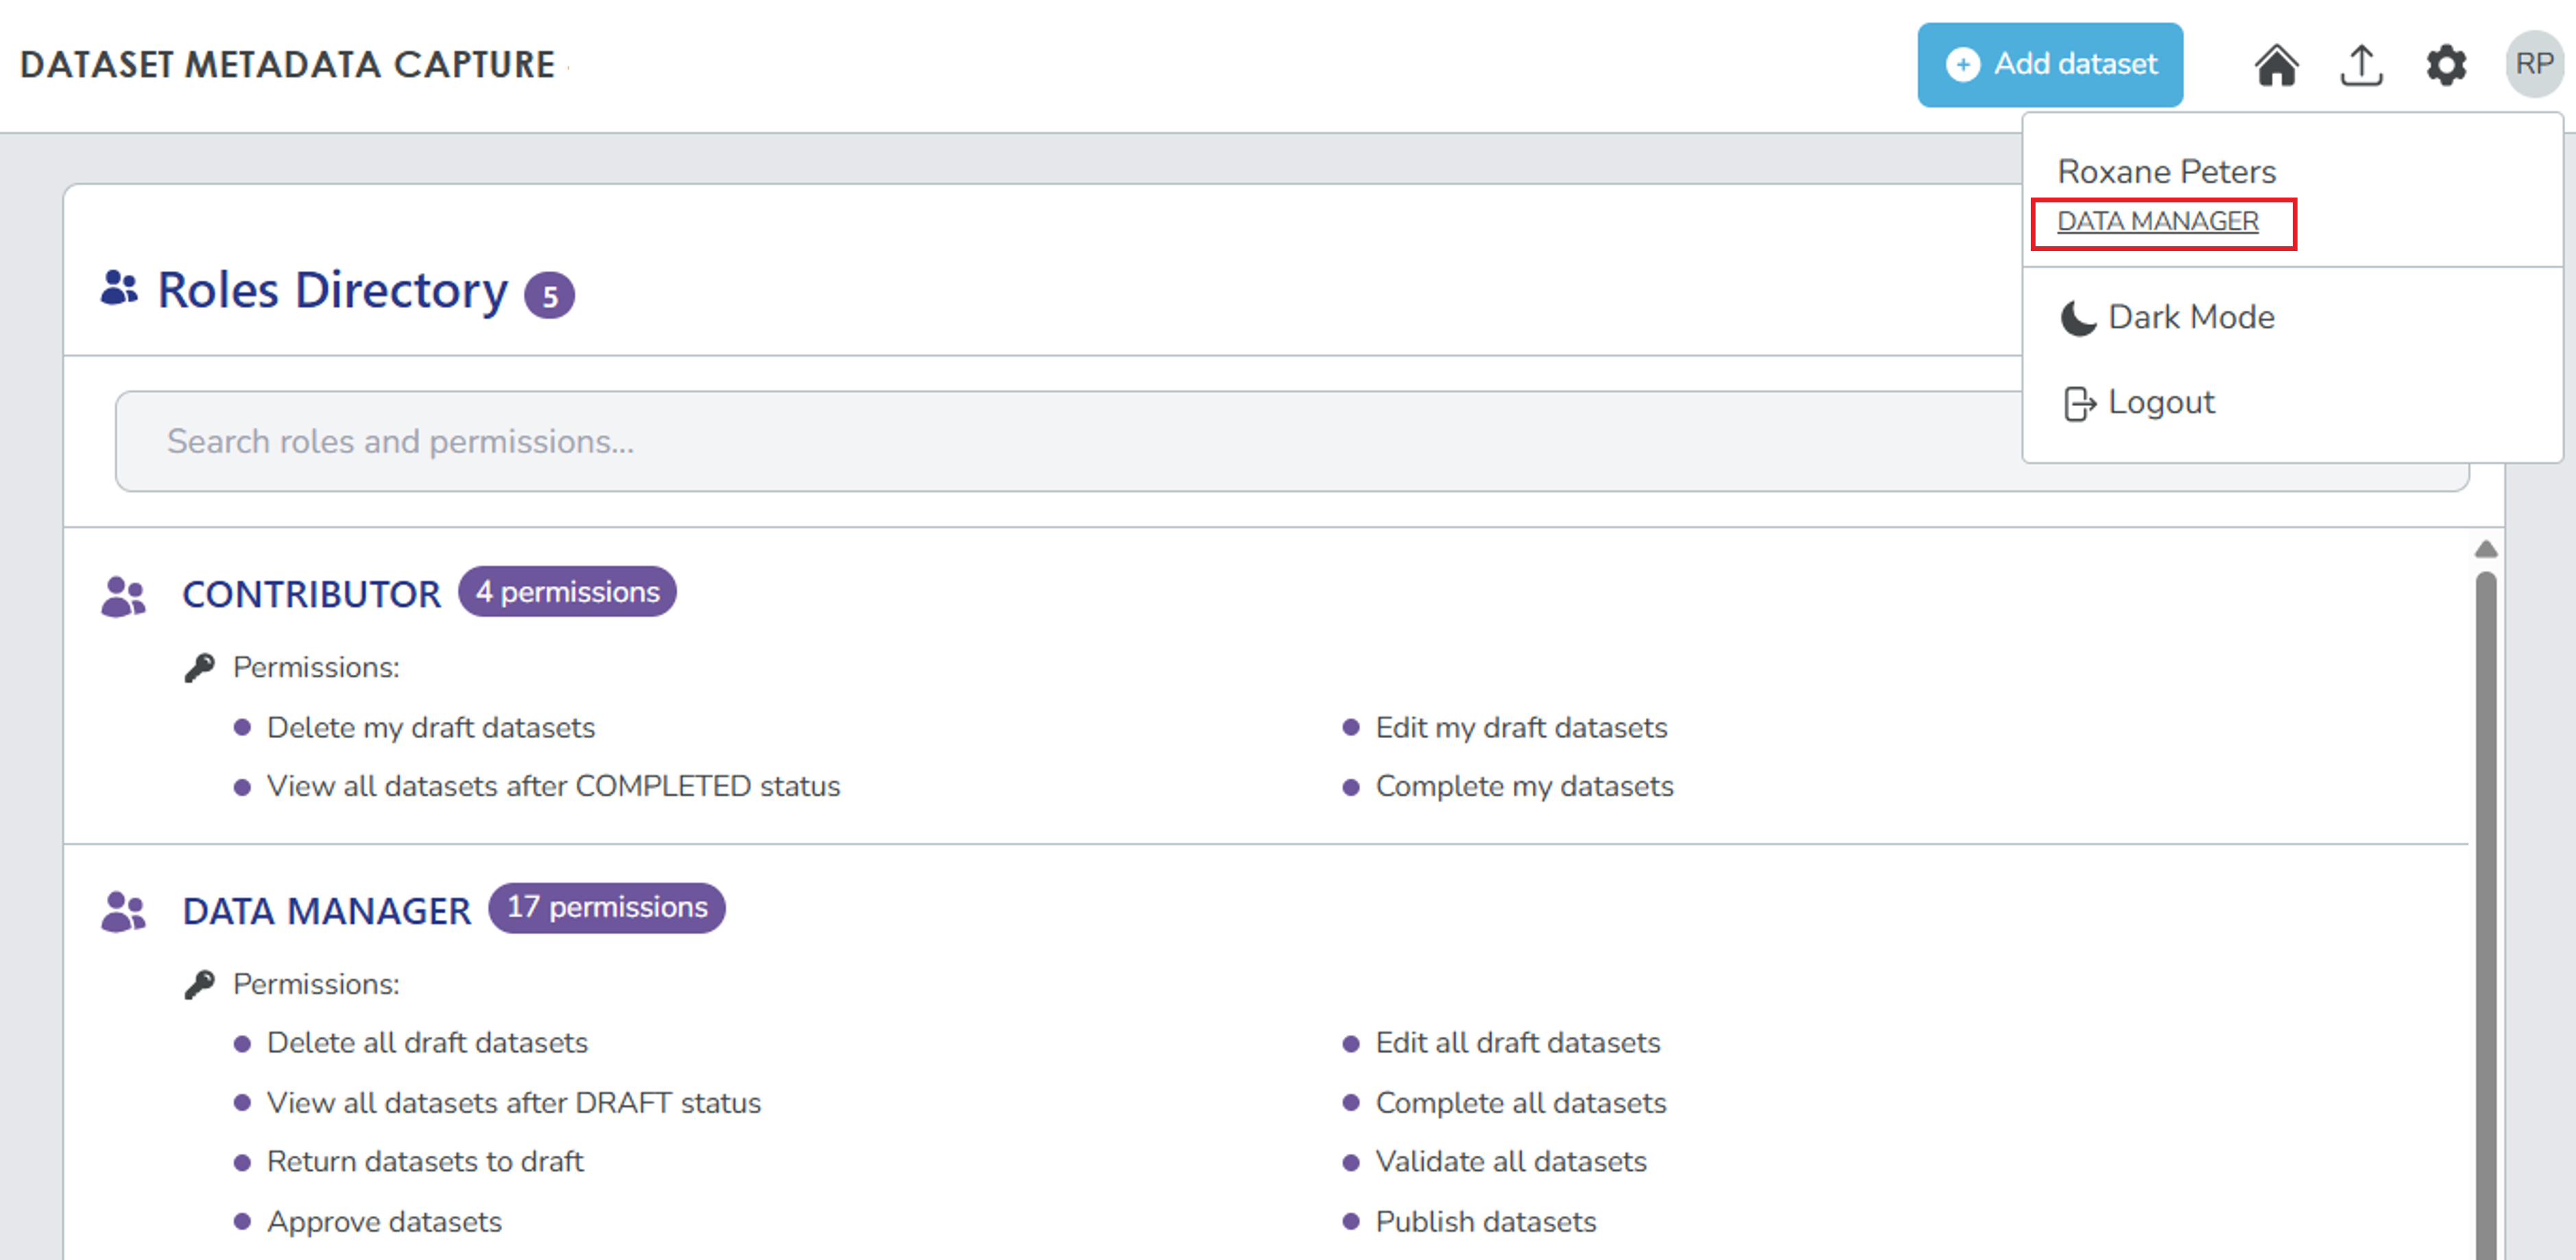 DATASET METADATA CAPTURE
Add dataset
RP
Roxane Peters
DATA MANAGER
Dark Mode
Logout
Roles Directory 5
Search roles and permissions...
CONTRIBUTOR 4 permissions
Permissions:
Delete my draft datasets
Edit my draft datasets
View all datasets after COMPLETED status
Complete my datasets
DATA MANAGER 17 permissions
Permissions:
Delete all draft datasets
Edit all draft datasets
View all datasets after DRAFT status
Complete all datasets
Return datasets to draft
Validate all datasets
Approve datasets
Publish datasets